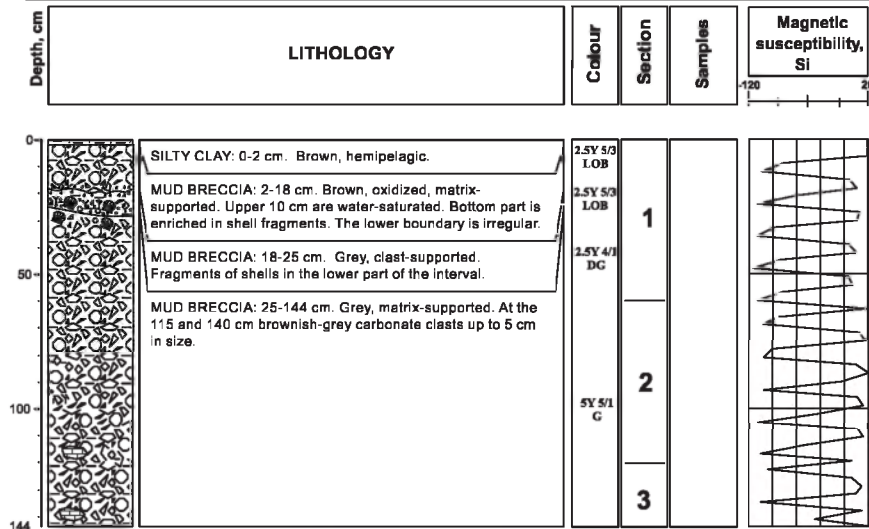 Depth, cm
LITHOLOGY
Colour
Section
Samples
Magnetic
susceptibility,
Si
-120
20
0
50
100
144
SILTY CLAY: 0-2 cm. Brown, hemipelagic.
MUD BRECCIA: 2-18 cm. Brown, oxidized, matrix-
supported. Upper 10 cm are water-saturated. Bottom part is
enriched in shell fragments. The lower boundary is irregular.
MUD BRECCIA: 18-25 cm. Grey, clast-supported.
Fragments of shells in the lower part of the interval.
MUD BRECCIA: 25-144 cm. Grey, matrix-supported. At the
115 and 140 cm brownish-grey carbonate clasts up to 5 cm
in size.
2.5Y 5/3
LOB
2.5Y 5/3
LOB
2.5Y 4/1
DG
5Y 5/1
G
1
2
3